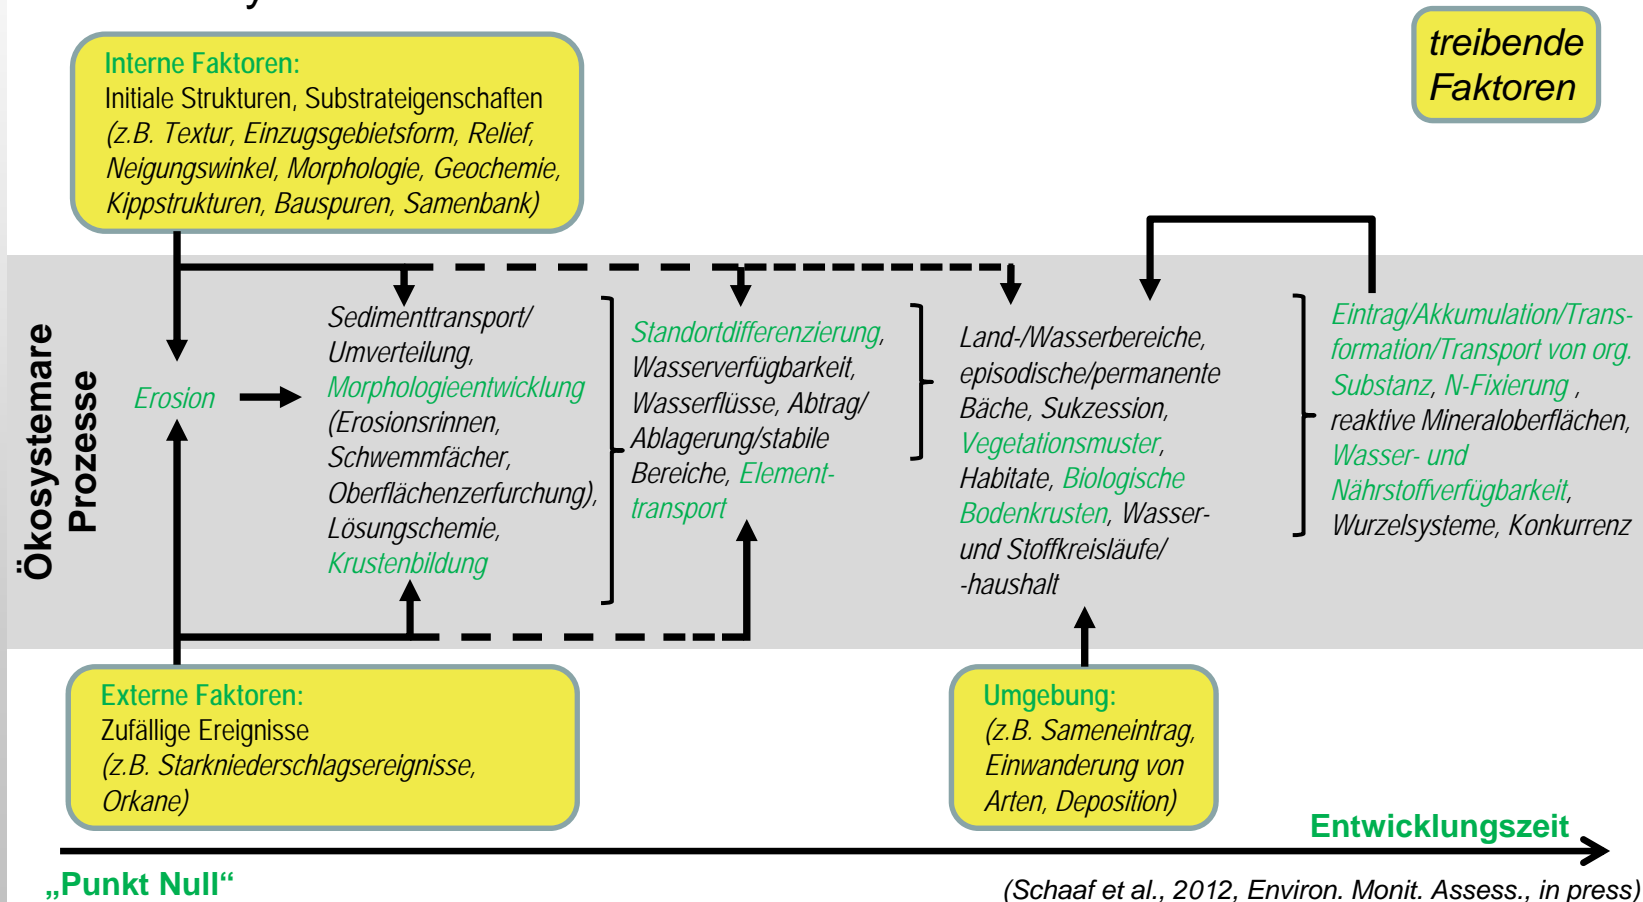 treibende
Faktoren
Interne Faktoren:
Initiale Strukturen, Substrateigenschaften
(z.B. Textur, Einzugsgebietsform, Relief,
Neigungswinkel, Morphologie, Geochemie,
Kippstrukturen, Bauspuren, Samenbank)
Ökosystemare
Prozesse
Erosion
Sedimenttransport/
Umverteilung,
Morphologieentwicklung
(Erosionsrinnen,
Schwemmfächer,
Oberflächenzerfurchung),
Lösungschemie,
Krustenbildung
Standortdifferenzierung,
Wasserverfügbarkeit,
Wasserflüsse, Abtrag/
Ablagerung/stabile
Bereiche, Element-
transport
Land-/Wasserbereiche,
episodische/permanente
Bäche, Sukzession,
Vegetationsmuster,
Habitate, Biologische
Bodenkrusten, Wasser-
und Stoffkreisläufe/
-haushalt
Eintrag/Akkumulation/Trans-
formation/Transport von org.
Substanz, N-Fixierung ,
reaktive Mineraloberflächen,
Wasser- und
Nährstoffverfügbarkeit,
Wurzelsysteme, Konkurrenz
Externe Faktoren:
Zufällige Ereignisse
(z.B. Starkniederschlagsereignisse,
Orkane)
Umgebung:
(z.B. Sameneintrag,
Einwanderung von
Arten, Deposition)
Entwicklungszeit
„Punkt Null“
(Schaaf et al., 2012, Environ. Monit. Assess., in press)